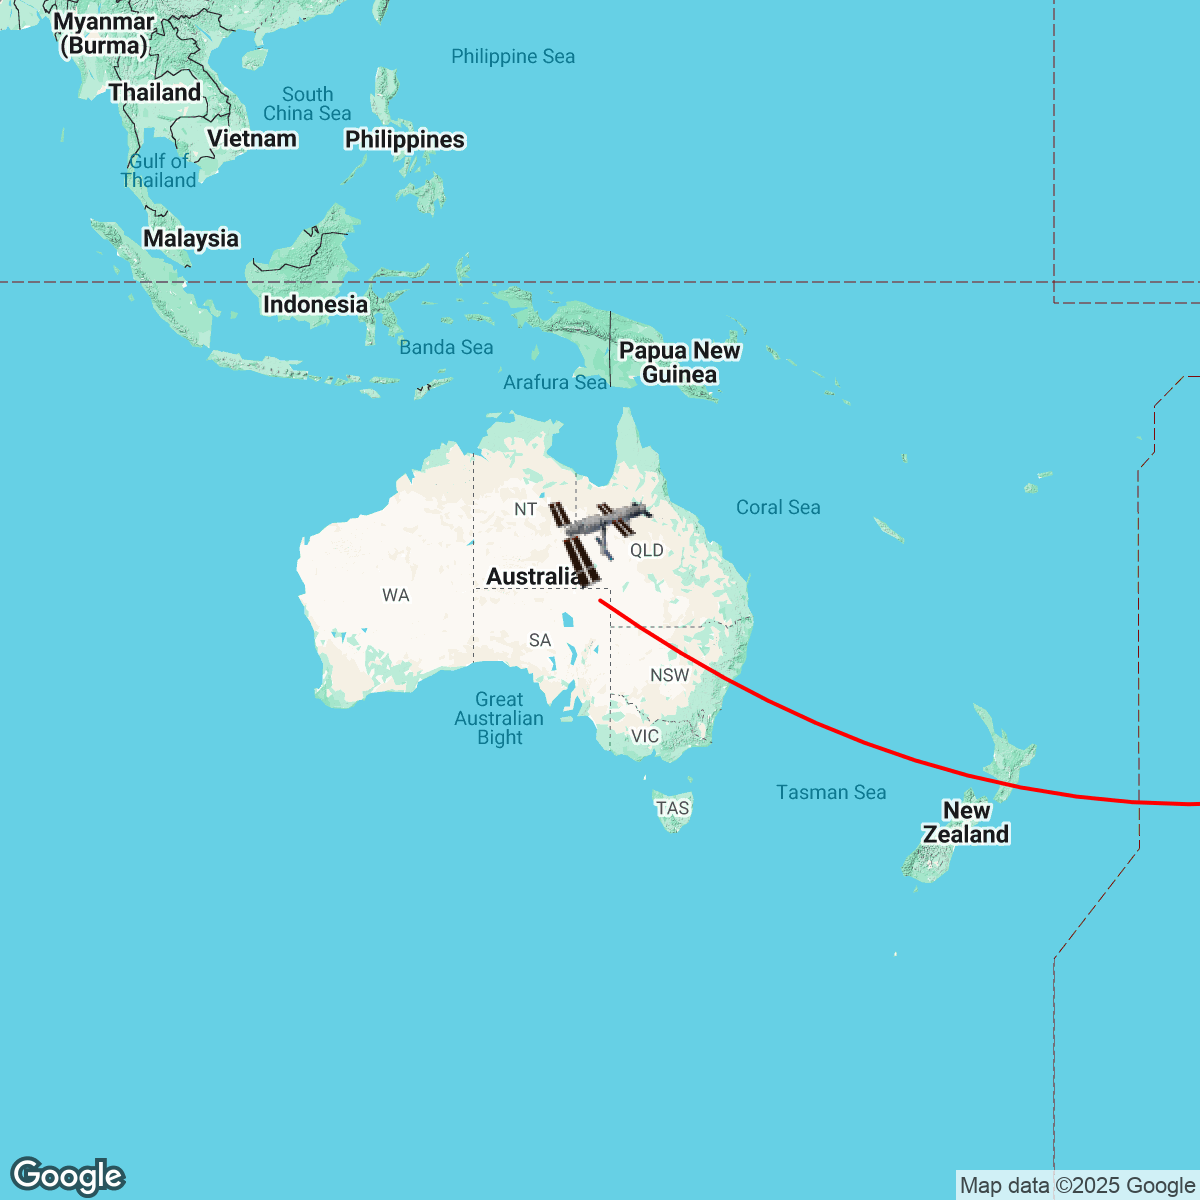 Myanmar
(Burma)
Philippine Sea
Thailand
South
China Sea
Vietnam
Philippines
Gulf of
Thailand
Malaysia
Indonesia
Banda Sea
Papua New
Guinea
Arafura Sea
NT
Coral Sea
QLD
Australia
WA
SA
NSW
Great
Australian
Bight
VIC
Tasman Sea
TAS
New
Zealand
Google
Map data ©2025 Google